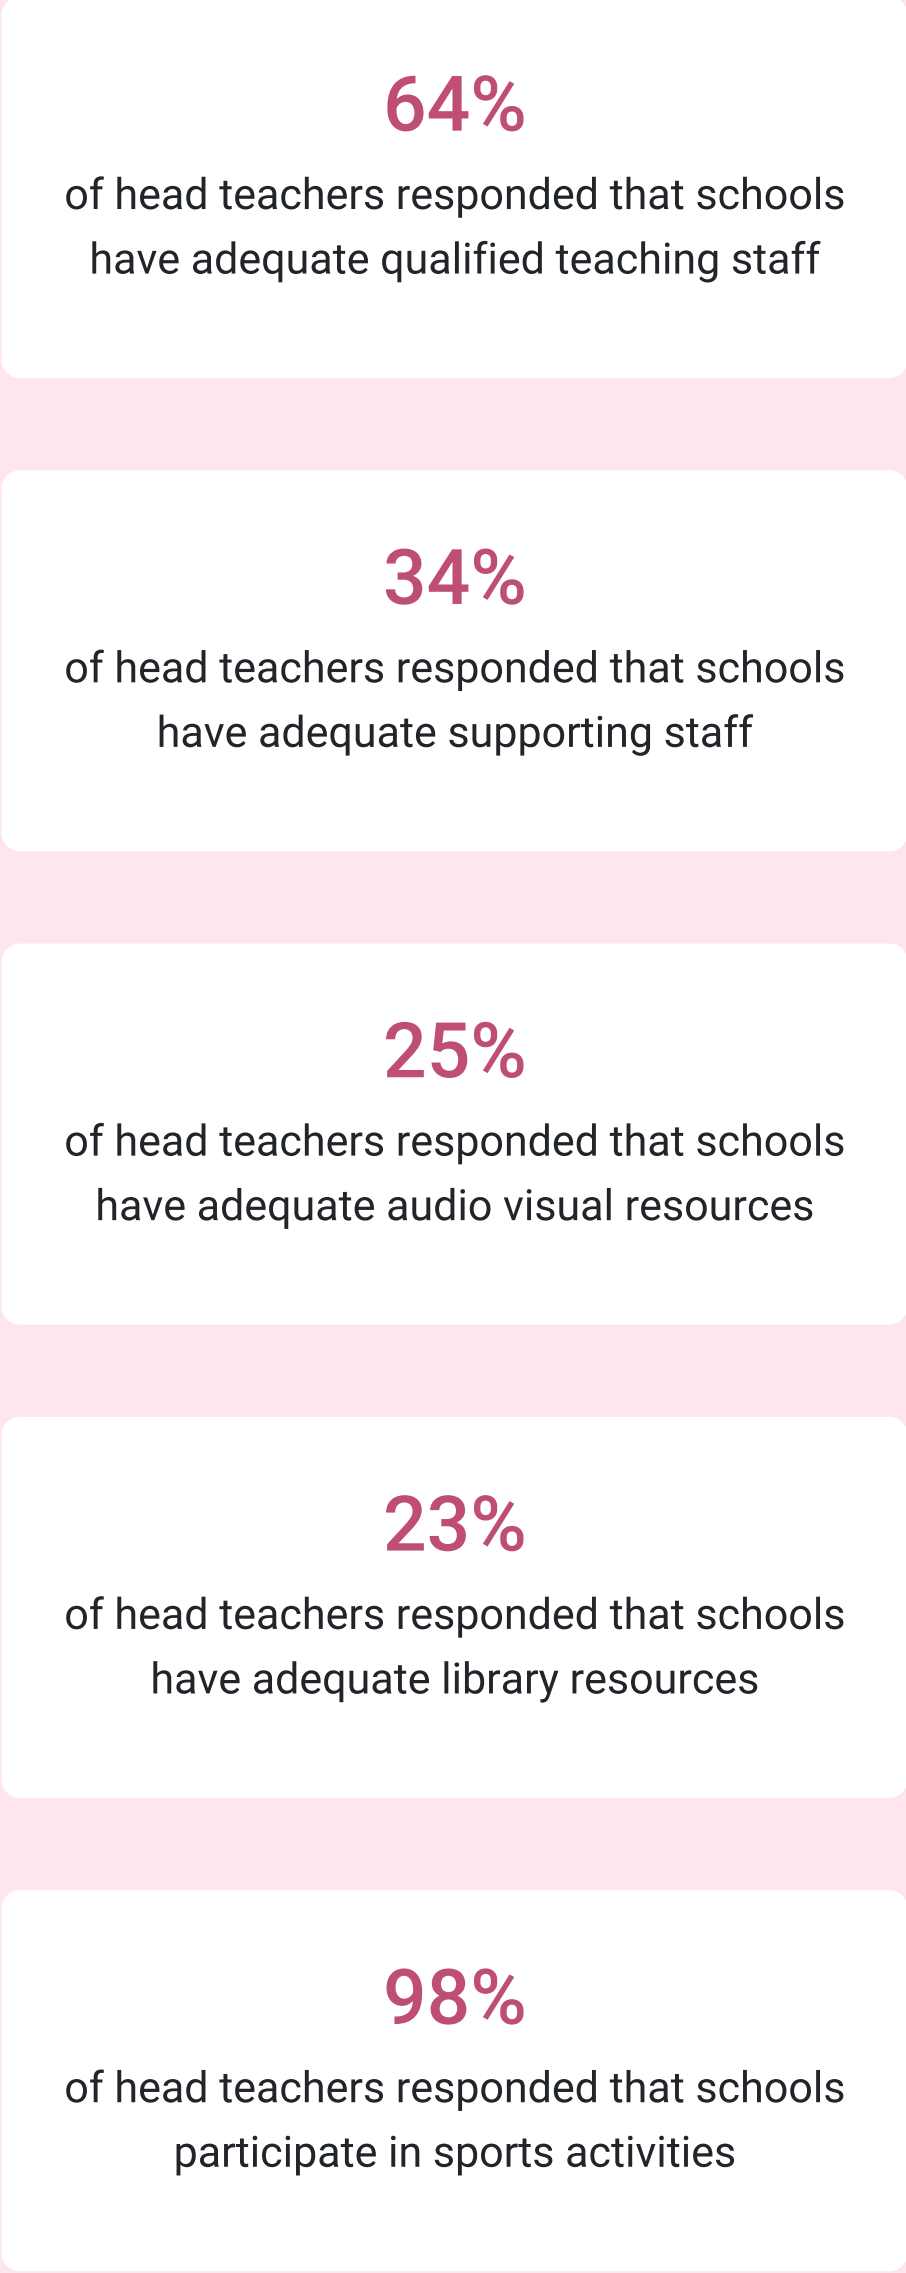 64%
of head teachers responded that schools
have adequate qualified teaching staff
34%
of head teachers responded that schools
have adequate supporting staff
25%
of head teachers responded that schools
have adequate audio visual resources
23%
of head teachers responded that schools
have adequate library resources
98%
of head teachers responded that schools
participate in sports activities